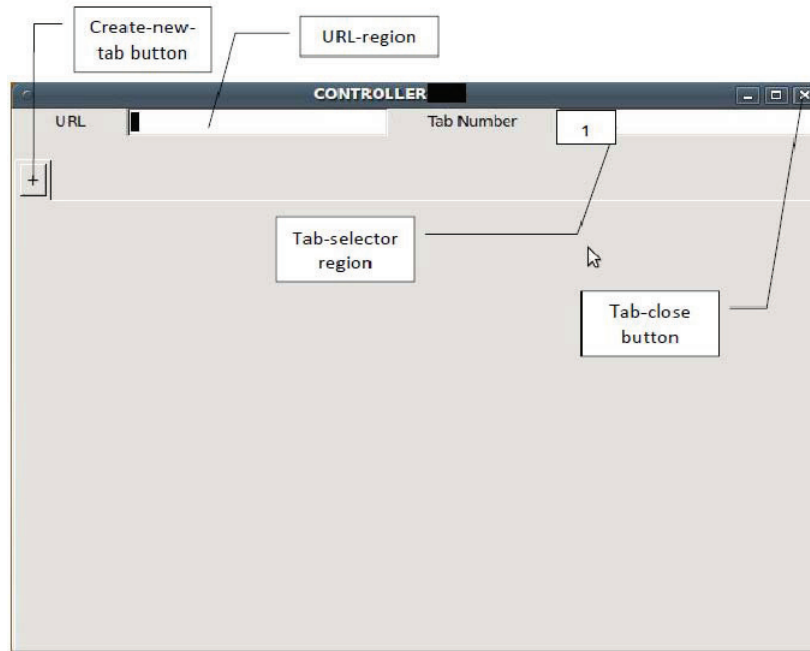 Create-new-
tab button
URL-region
CONTROLLER
URL
Tab Number
1
+
Tab-selector
region
Tab-close
button